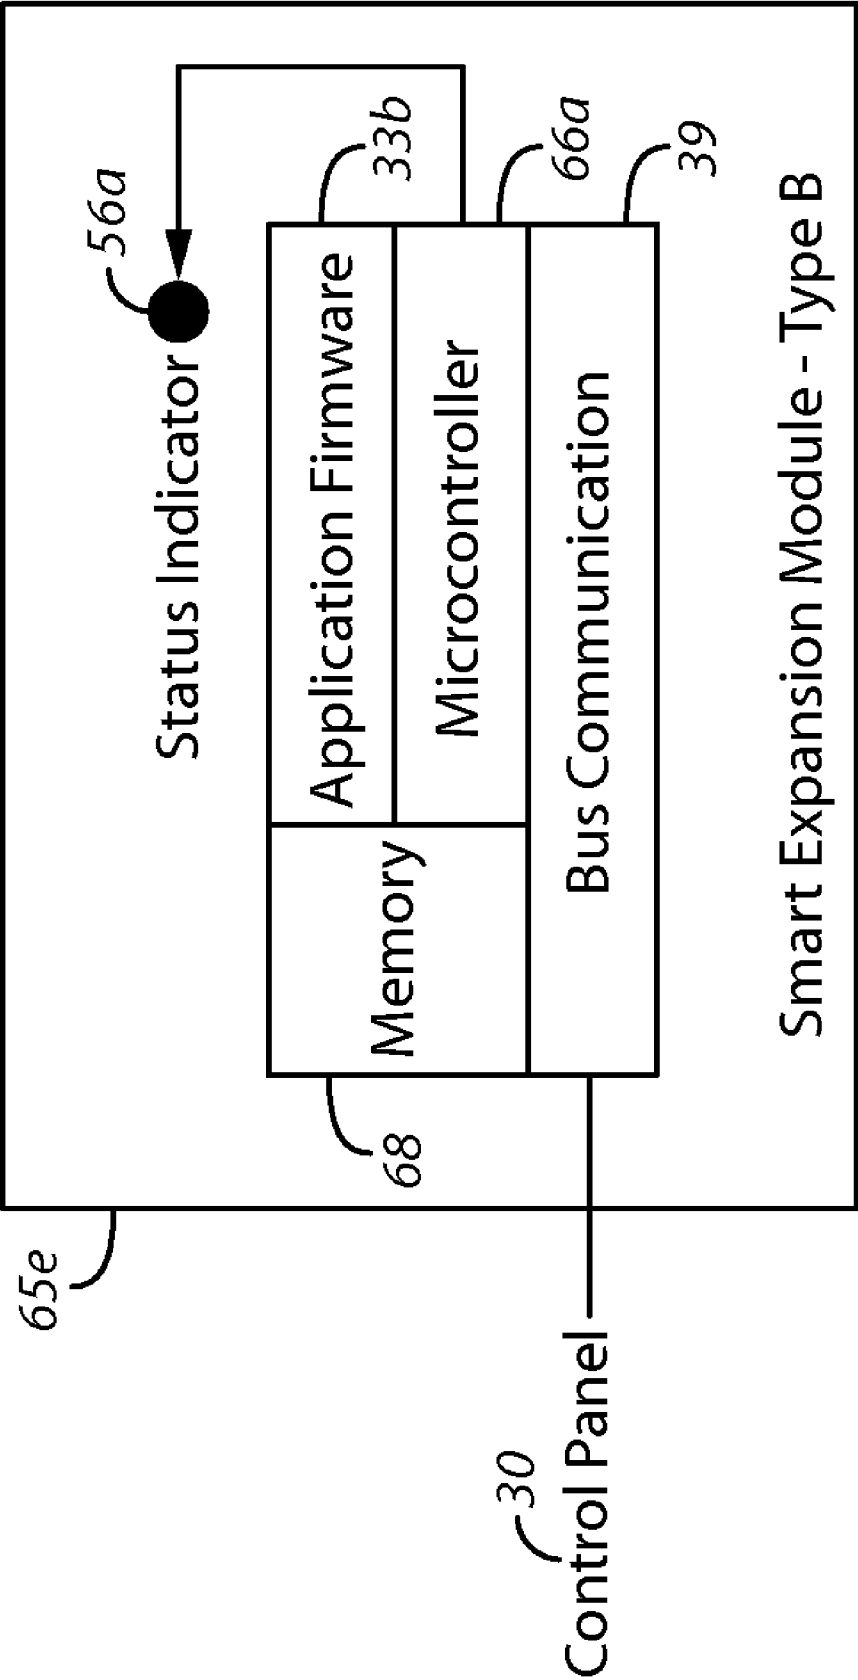 56a
Status Indicator
33b
Application Firmware
Memory
68
Microcontroller
66a
Bus Communication
39
Smart Expansion Module - Type B
65e
30
Control Panel